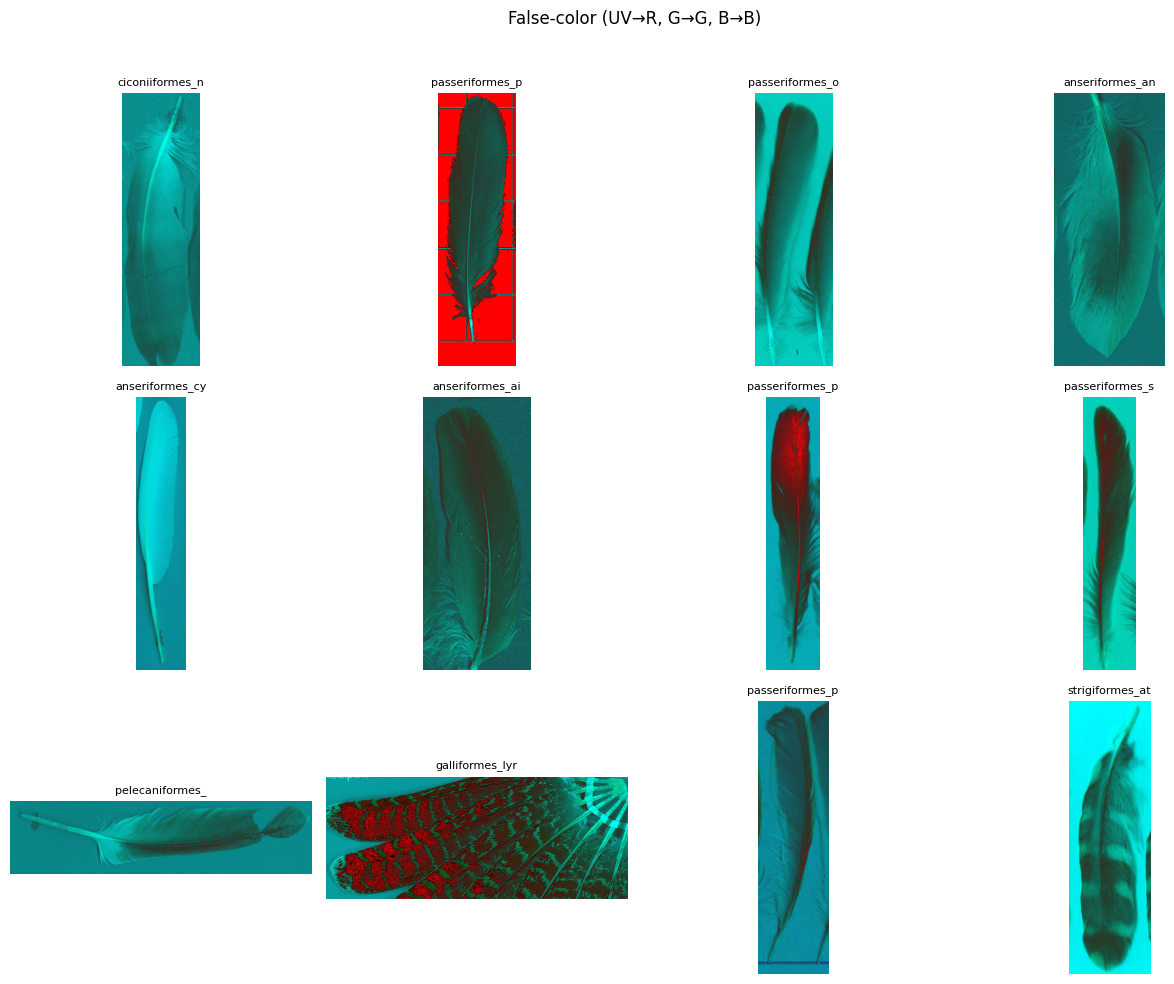 False-color (UV→R, G→G, B→B)
ciconiiformes_n
passeriformes_p
passeriformes_o
anseriformes_an
anseriformes_cy
anseriformes_ai
passeriformes_p
passeriformes_s
pelecaniformes_
galliformes_lyr
passeriformes_p
strigiformes_at